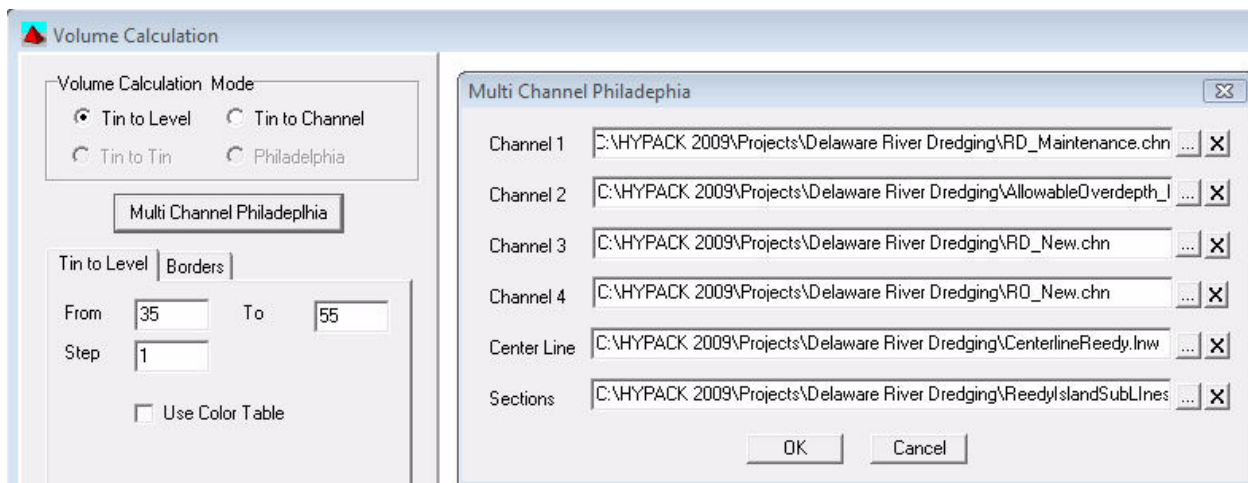 Volume Calculation
Volume Calculation Mode
Tin to Level Tin to Channel
Tin to Tin Philadelphia
Multi Channel Philadeplhia
Tin to Level Borders
From 35 To 55
Step 1
Use Color Table
Multi Channel Philadephia
Channel 1 C:\HYPACK 2009\Projects\Delaware River Dredging\RD_Maintenance.chn ... X
Channel 2 C:\HYPACK 2009\Projects\Delaware River Dredging\AllowableOverdepth_ ... X
Channel 3 C:\HYPACK 2009\Projects\Delaware River Dredging\RD_New.chn ... X
Channel 4 C:\HYPACK 2009\Projects\Delaware River Dredging\RO_New.chn ... X
Center Line C:\HYPACK 2009\Projects\Delaware River Dredging\CenterlineReedy.lnw ... X
Sections C:\HYPACK 2009\Projects\Delaware River Dredging\ReedyIslandSubLInes ... X
OK Cancel